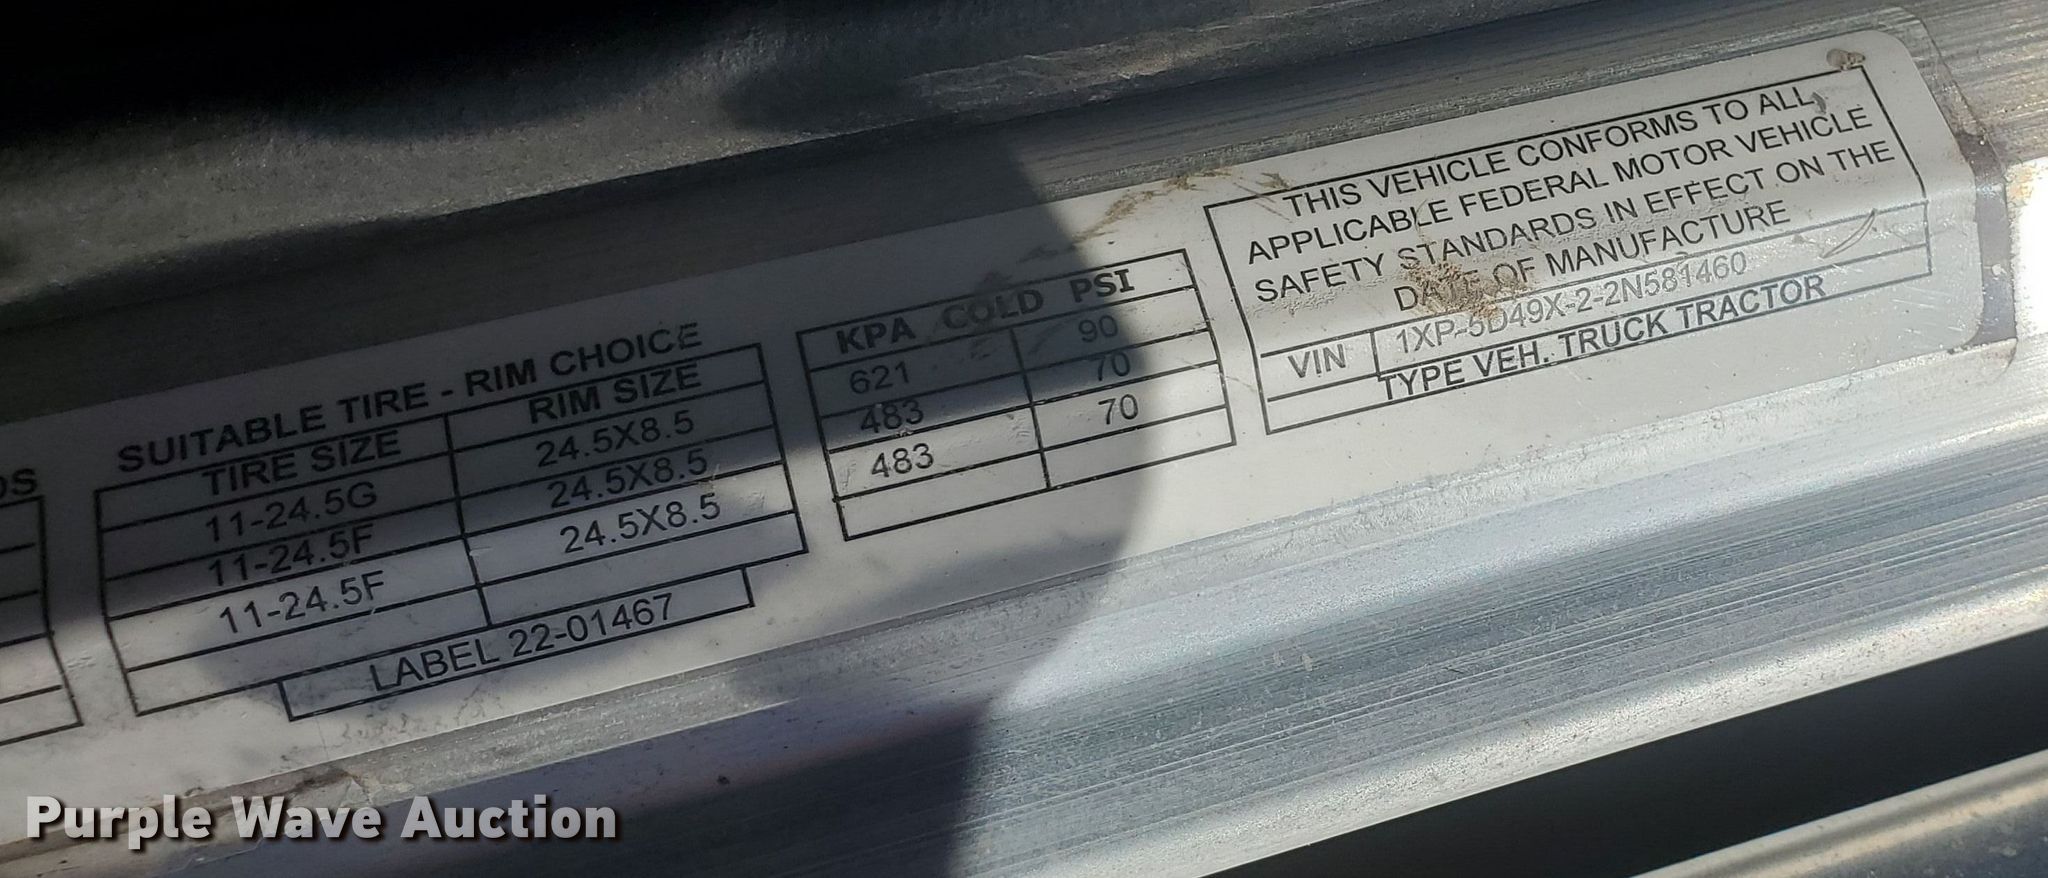 DS
SUITABLE TIRE - RIM CHOICE
TIRE SIZE RIM SIZE
11-24.5G 24.5X8.5
11-24.5F 24.5X8.5
11-24.5F 24.5X8.5
LABEL 22-01467
KPA COLD PSI
621 90
483 70
483 70
THIS VEHICLE CONFORMS TO ALL
APPLICABLE FEDERAL MOTOR VEHICLE
SAFETY STANDARDS IN EFFECT ON THE
DATE OF MANUFACTURE
VIN 1XP-5D49X-2-2N581460
TYPE VEH. TRUCK TRACTOR
Purple Wave Auction